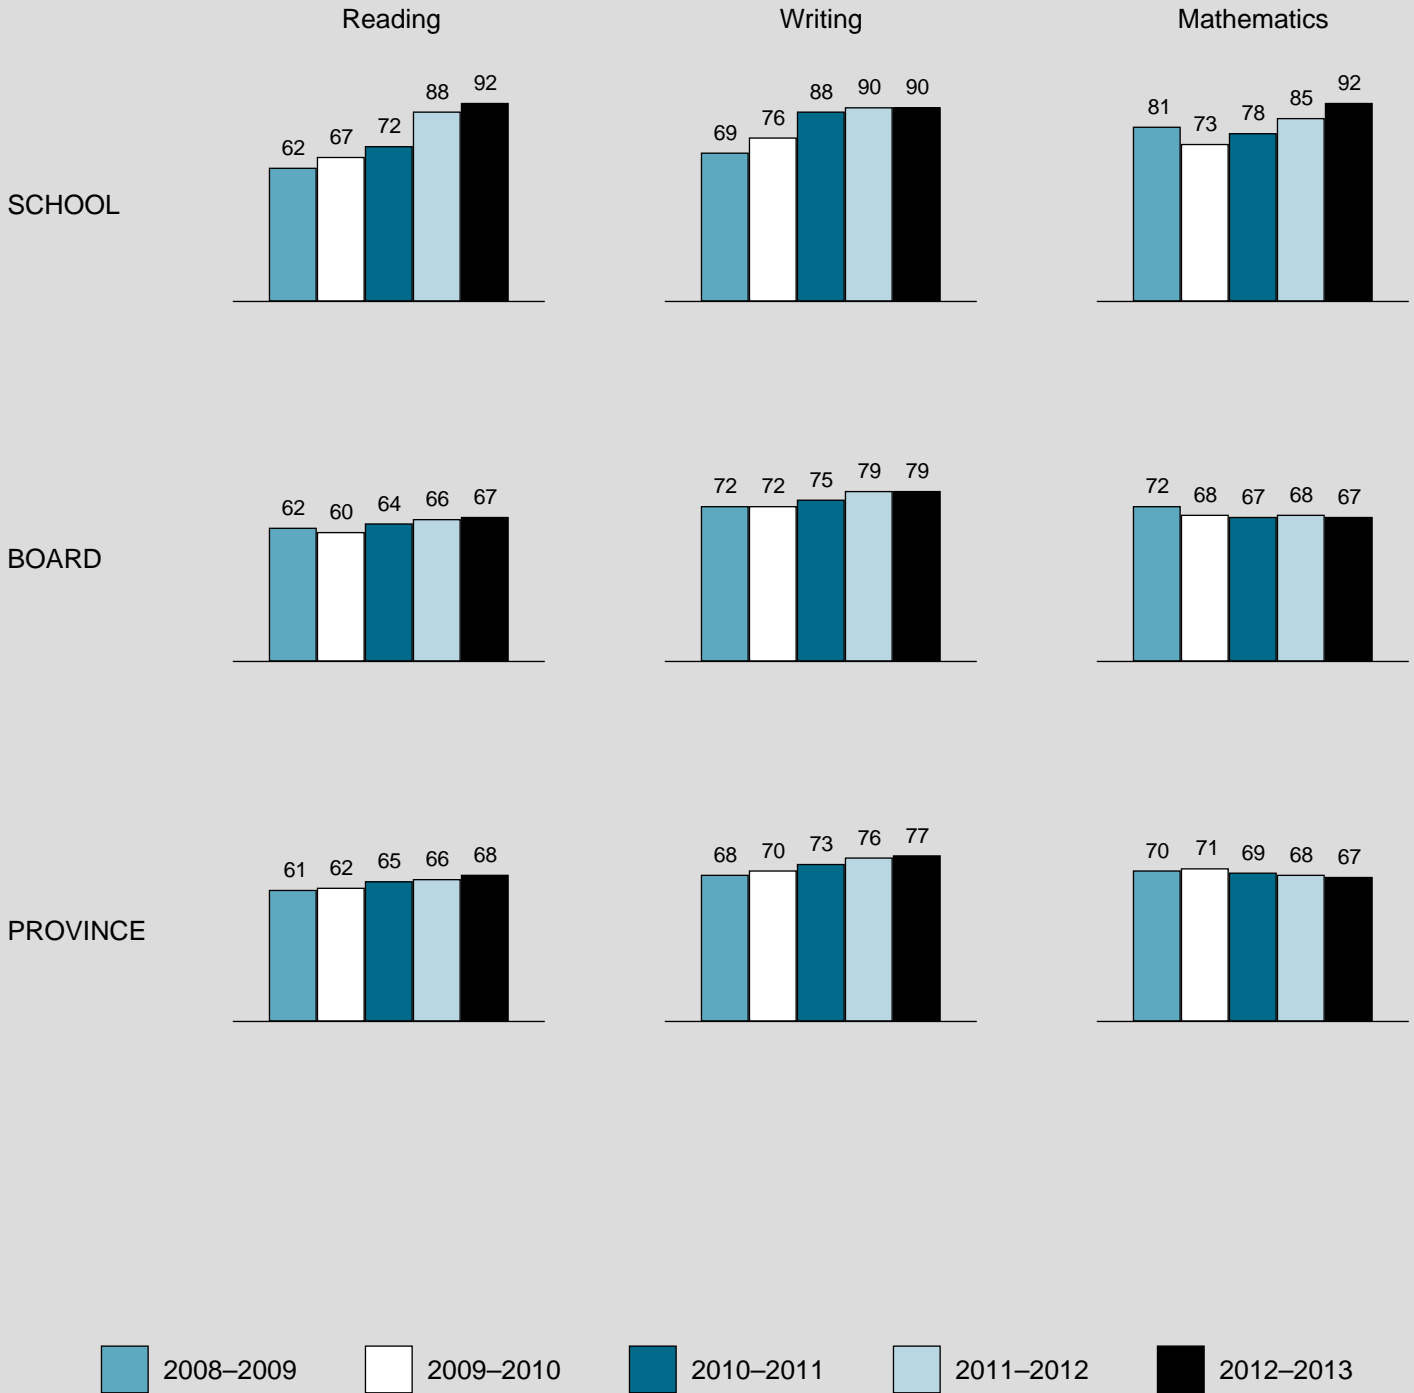 Reading Writing Mathematics
SCHOOL
62 67 72 88 92
69 76 88 90 90
81 73 78 85 92
BOARD
62 60 64 66 67
72 72 75 79 79
72 68 67 68 67
PROVINCE
61 62 65 66 68
68 70 73 76 77
70 71 69 68 67
2008–2009 2009–2010 2010–2011 2011–2012 2012–2013